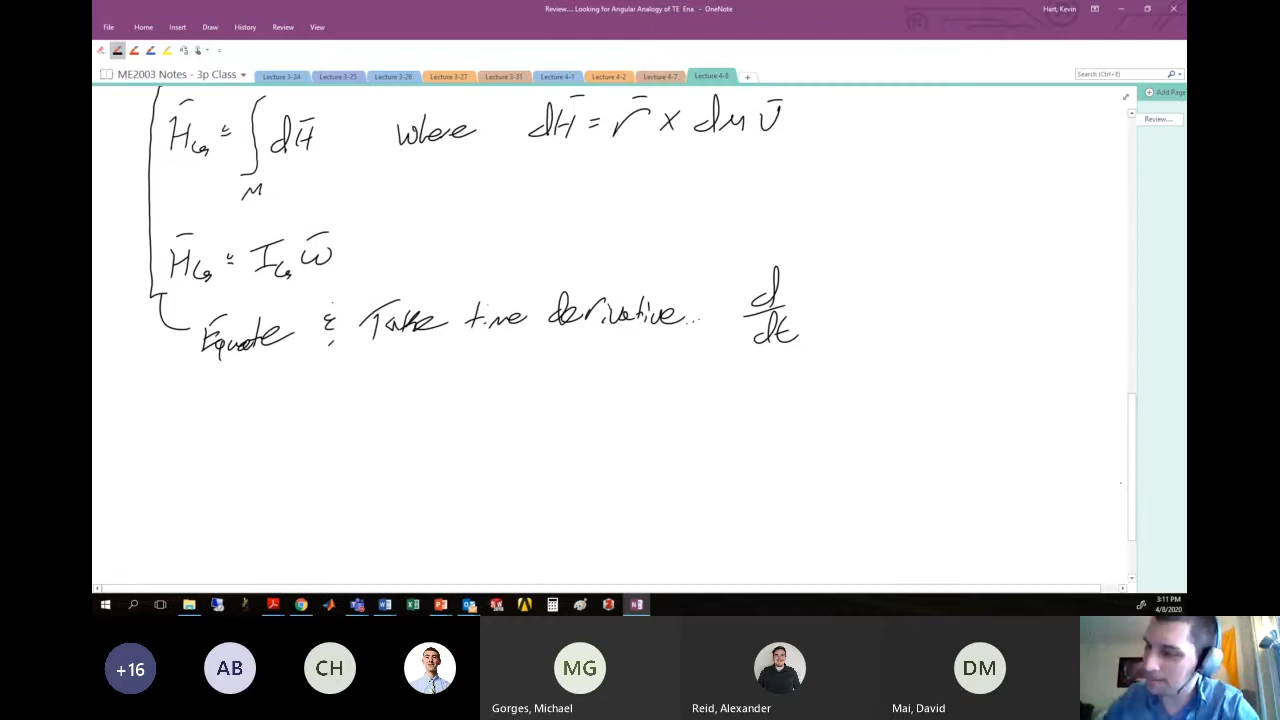 Review.... Looking for Angular Analogy of TE Ena - OneNote
Hart, Kevin
File Home Insert Draw History Review View
ME2003 Notes - 3p Class
Lecture 3-24 Lecture 3-25 Lecture 3-26 Lecture 3-27 Lecture 3-31 Lecture 4-1 Lecture 4-2 Lecture 4-7 Lecture 4-8
Search (Ctrl+E)
Add Page
Review....
H̄G = ∫ dH̄ where dH̄ = r̄ × dm v̄
M
H̄G = IG ω̄
Equate & Take time derivative... d/dt
3:11 PM
4/8/2020
+16 AB CH MG DM
Gorges, Michael Reid, Alexander Mai, David